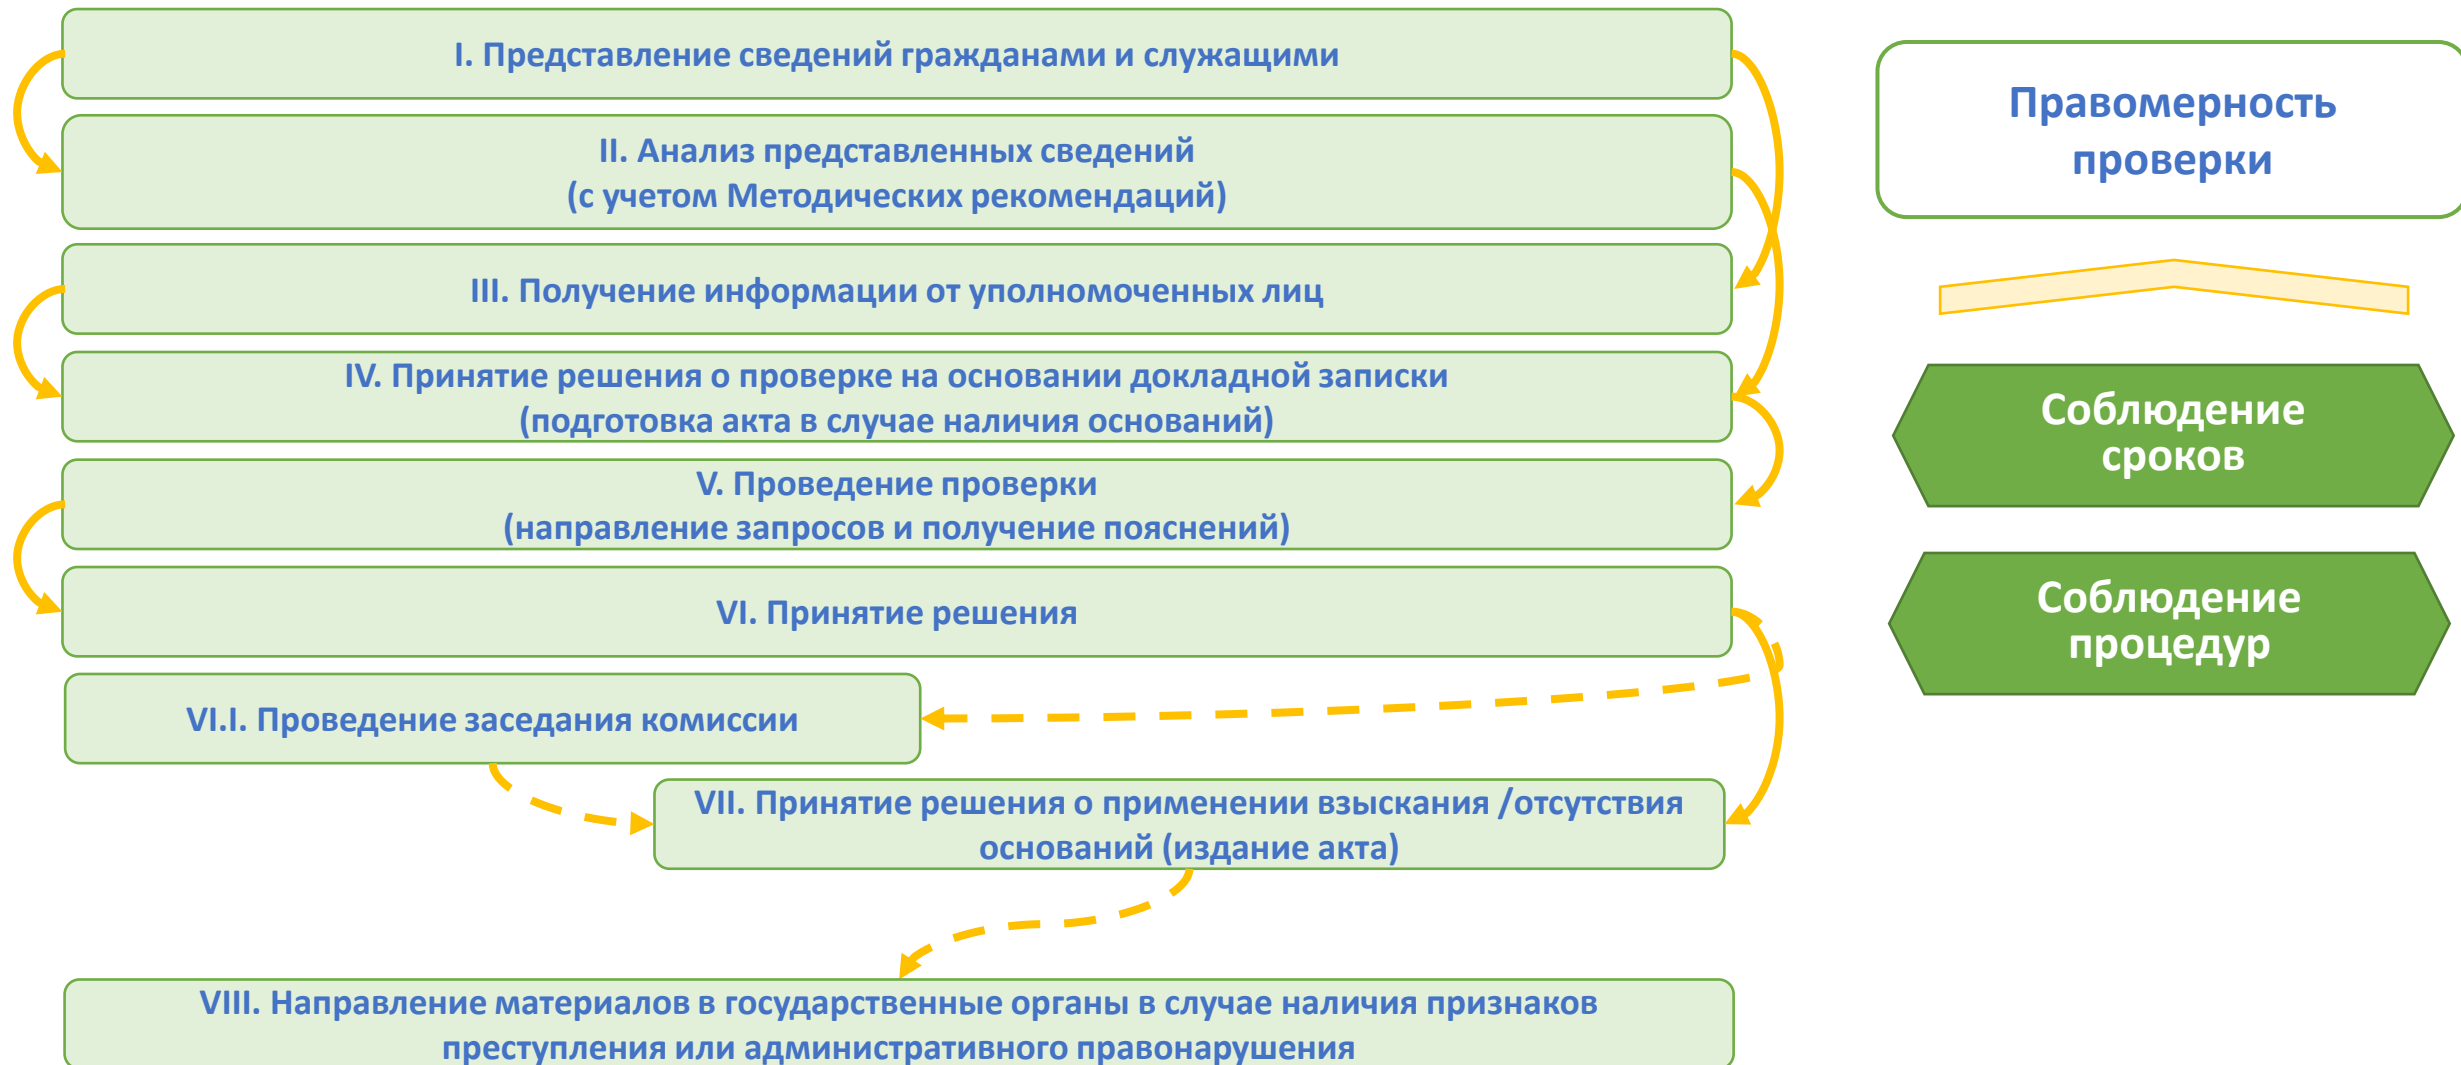 I. Представление сведений гражданами и служащими
II. Анализ представленных сведений
(с учетом Методических рекомендаций)
III. Получение информации от уполномоченных лиц
IV. Принятие решения о проверке на основании докладной записки
(подготовка акта в случае наличия оснований)
V. Проведение проверки
(направление запросов и получение пояснений)
VI. Принятие решения
VI.I. Проведение заседания комиссии
VII. Принятие решения о применении взыскания /отсутствия
оснований (издание акта)
VIII. Направление материалов в государственные органы в случае наличия признаков
преступления или административного правонарушения
Правомерность
проверки
Соблюдение
сроков
Соблюдение
процедур